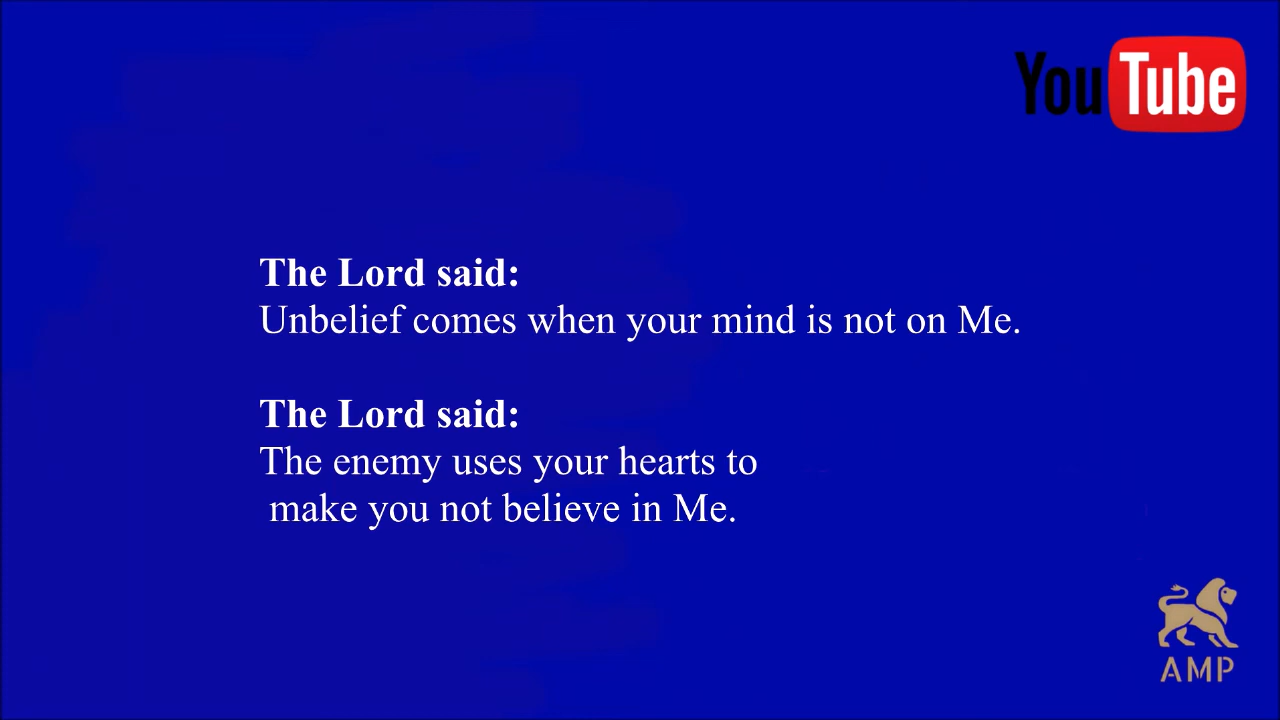 YouTube
The Lord said:
Unbelief comes when your mind is not on Me.
The Lord said:
The enemy uses your hearts to
make you not believe in Me.
AMP